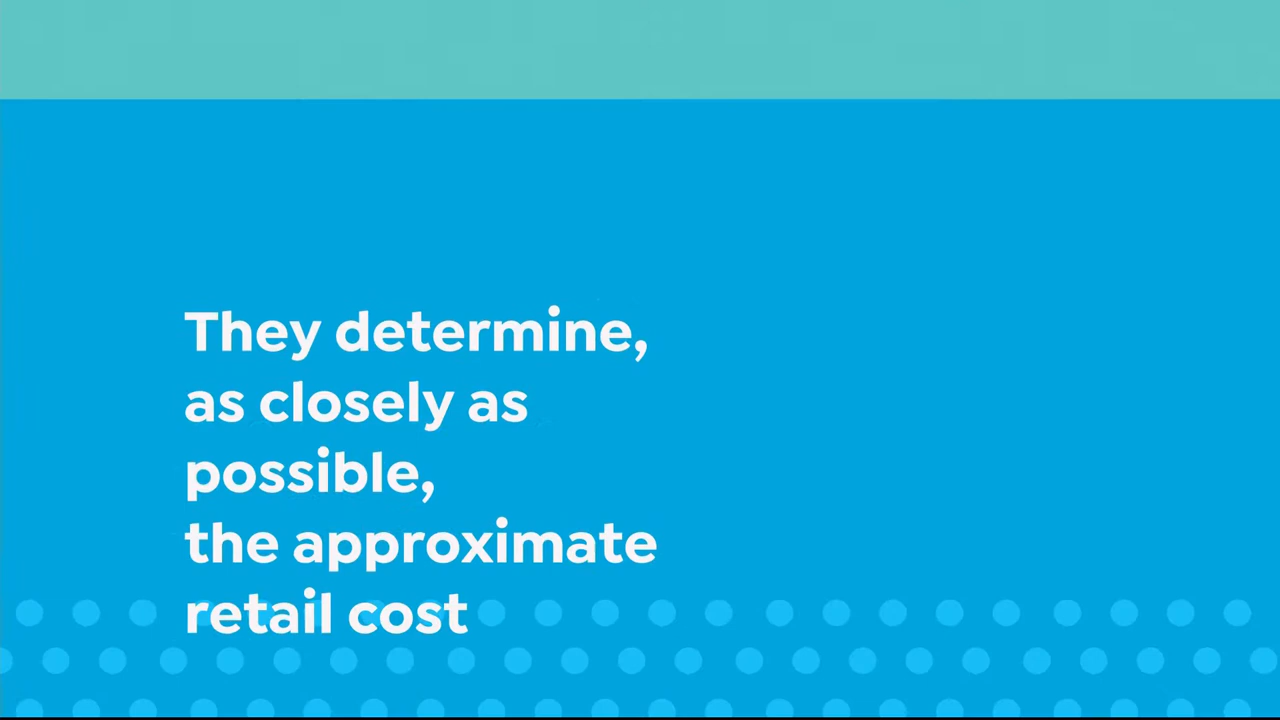 They determine,
as closely as
possible,
the approximate
retail cost